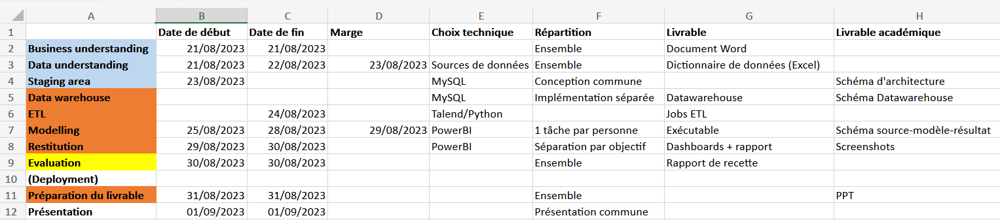 A B C D E F G H
1 Date de début Date de fin Marge Choix technique Répartition Livrable Livrable académique
2 Business understanding 21/08/2023 21/08/2023 Ensemble Document Word
3 Data understanding 21/08/2023 22/08/2023 23/08/2023 Sources de données Ensemble Dictionnaire de données (Excel)
4 Staging area 23/08/2023 MySQL Conception commune Schéma d'architecture
5 Data warehouse MySQL Implémentation séparée Datawarehouse Schéma Datawarehouse
6 ETL 24/08/2023 Talend/Python Jobs ETL
7 Modelling 25/08/2023 28/08/2023 29/08/2023 PowerBI 1 tâche par personne Exécutable Schéma source-modèle-résultat
8 Restitution 29/08/2023 30/08/2023 PowerBI Séparation par objectif Dashboards + rapport Screenshots
9 Evaluation 30/08/2023 30/08/2023 Ensemble Rapport de recette
10 (Deployment)
11 Préparation du livrable 31/08/2023 31/08/2023 Ensemble PPT
12 Présentation 01/09/2023 01/09/2023 Présentation commune